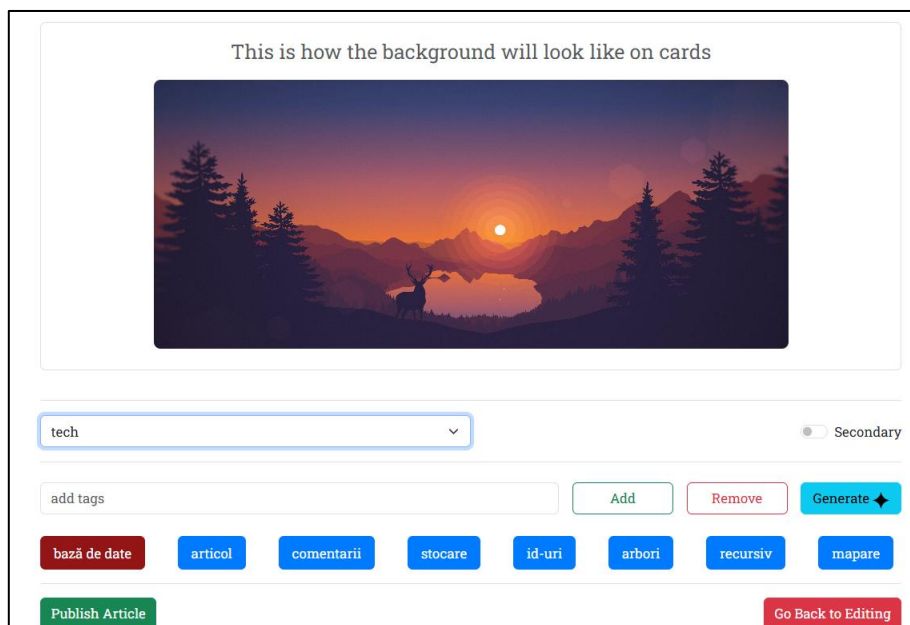 This is how the background will look like on cards
tech
Secondary
add tags
Add
Remove
Generate
bază de date
articol
comentarii
stocare
id-uri
arbori
recursiv
mapare
Publish Article
Go Back to Editing